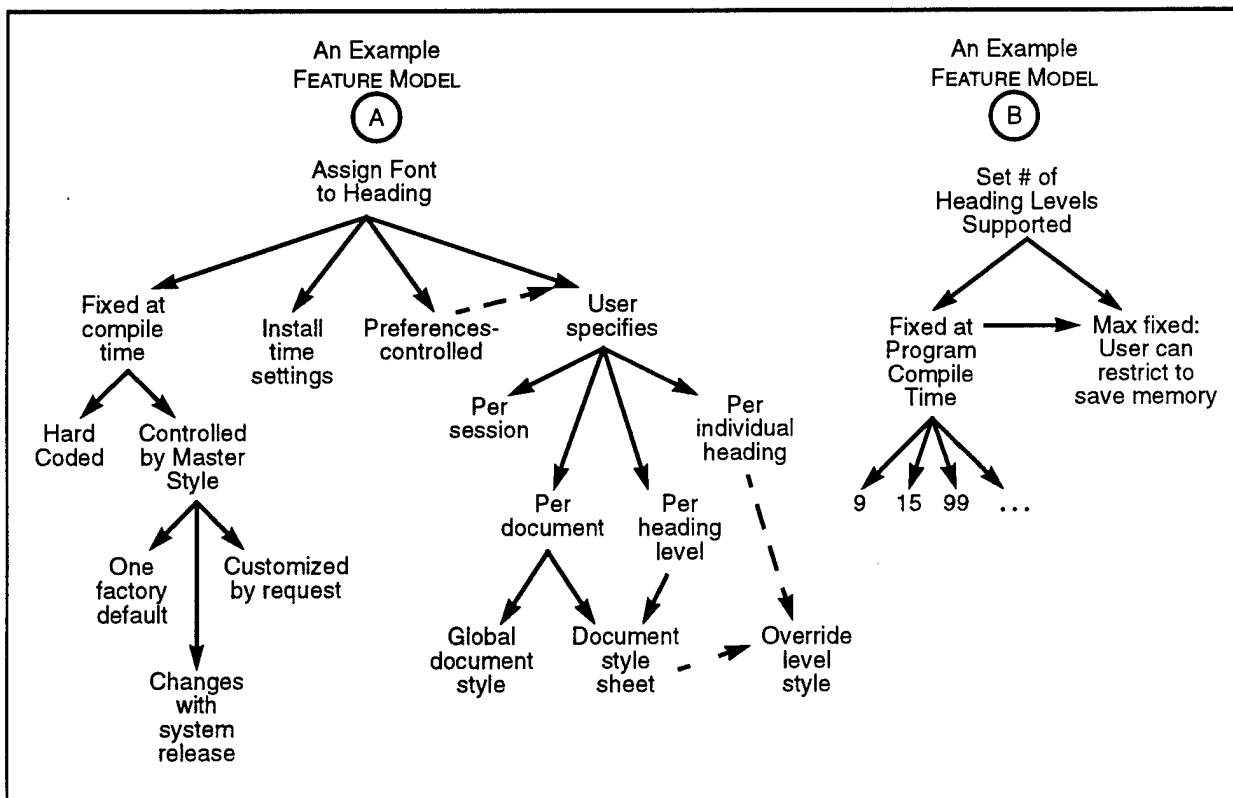 An Example
FEATURE MODEL
A
Assign Font
to Heading
Fixed at
compile
time
Install
time
settings
Preferences-
controlled
User
specifies
Hard
Coded
Controlled
by Master
Style
One
factory
default
Customized
by request
Changes
with
system
release
Per
session
Per
individual
heading
Per
document
Per
heading
level
Global
document
style
Document
style
sheet
Override
level
style
An Example
FEATURE MODEL
B
Set # of
Heading Levels
Supported
Fixed at
Program
Compile
Time
Max fixed:
User can
restrict to
save memory
9
15
99
...